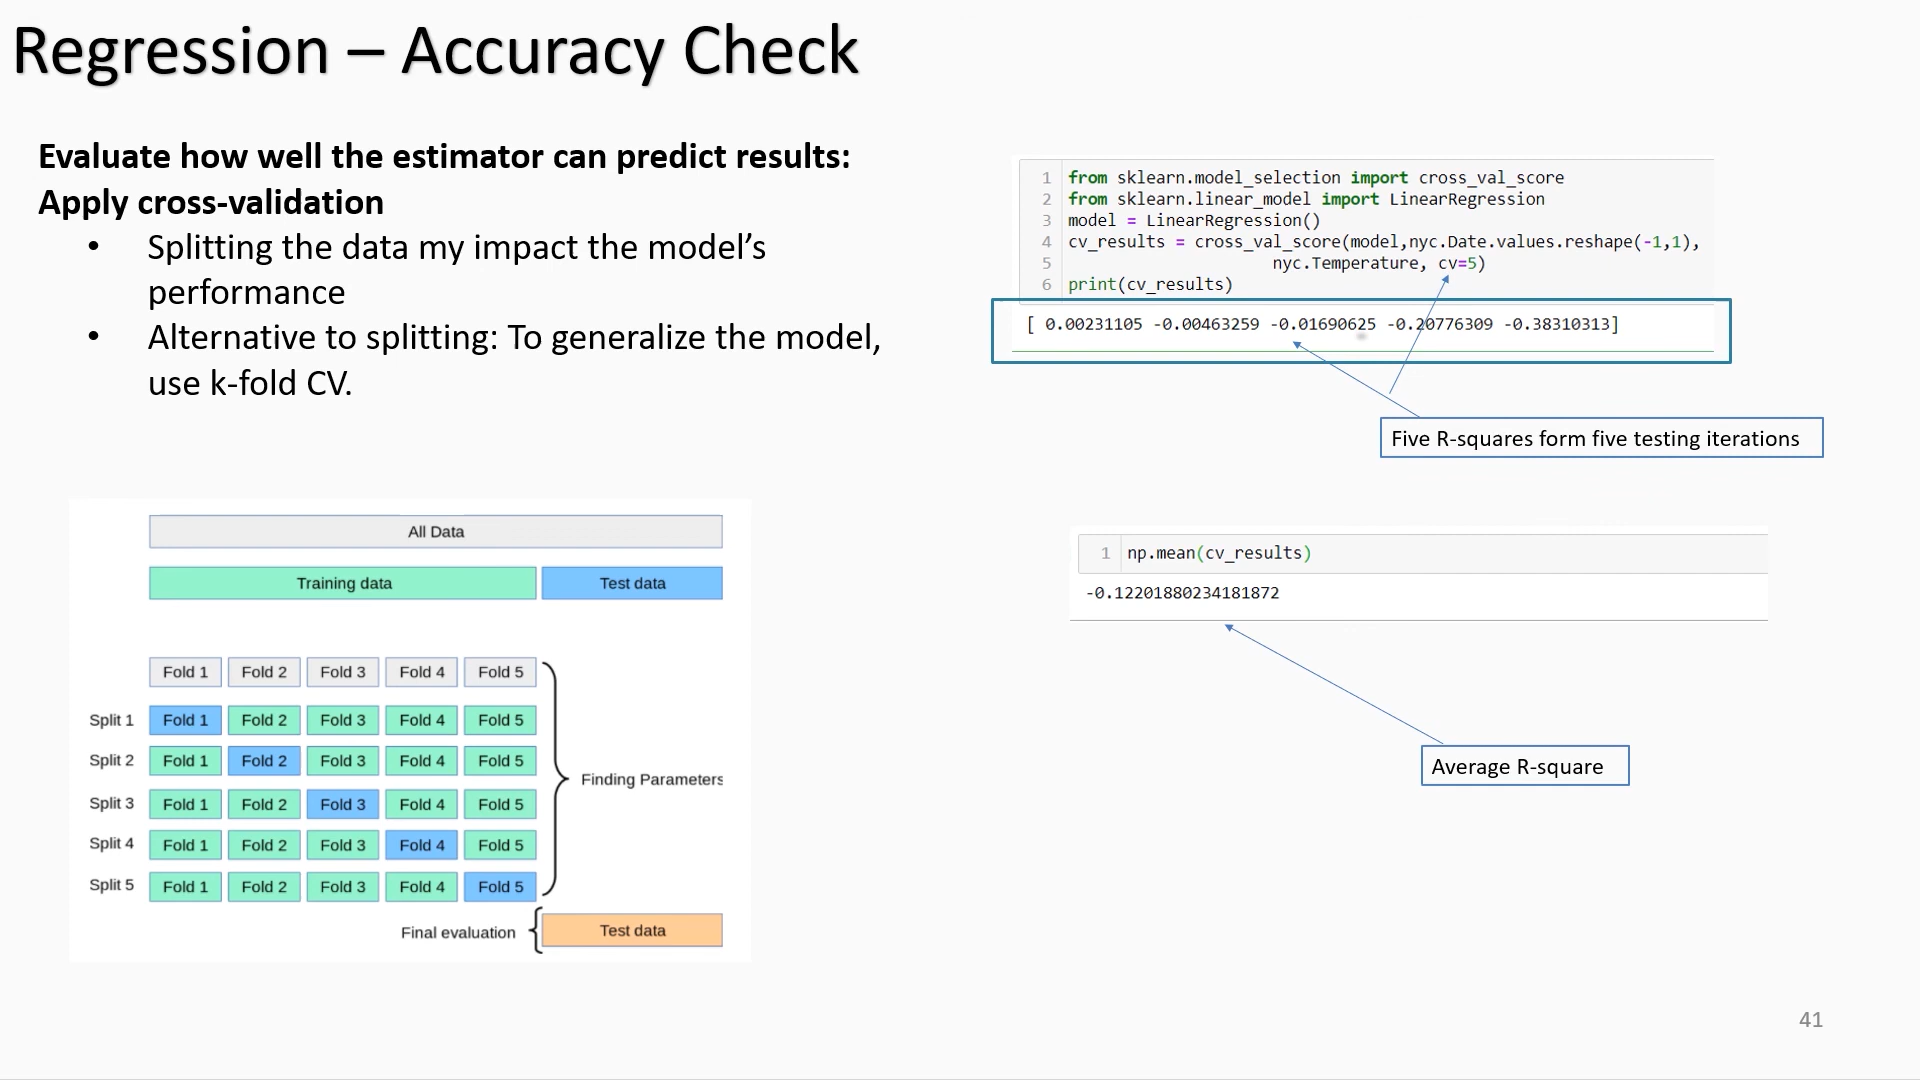 Regression – Accuracy Check
Evaluate how well the estimator can predict results:
Apply cross-validation
• Splitting the data my impact the model’s
performance
• Alternative to splitting: To generalize the model,
use k-fold CV.
1 from sklearn.model_selection import cross_val_score
2 from sklearn.linear_model import LinearRegression
3 model = LinearRegression()
4 cv_results = cross_val_score(model,nyc.Date.values.reshape(-1,1),
5 nyc.Temperature, cv=5)
6 print(cv_results)
[ 0.00231105 -0.00463259 -0.01690625 -0.20776309 -0.38310313]
Five R-squares form five testing iterations
1 np.mean(cv_results)
-0.12201880234181872
Average R-square
All Data
Training data Test data
Fold 1 Fold 2 Fold 3 Fold 4 Fold 5
Split 1 Fold 1 Fold 2 Fold 3 Fold 4 Fold 5
Split 2 Fold 1 Fold 2 Fold 3 Fold 4 Fold 5
Split 3 Fold 1 Fold 2 Fold 3 Fold 4 Fold 5
Split 4 Fold 1 Fold 2 Fold 3 Fold 4 Fold 5
Split 5 Fold 1 Fold 2 Fold 3 Fold 4 Fold 5
Finding Parameters
Final evaluation Test data
41